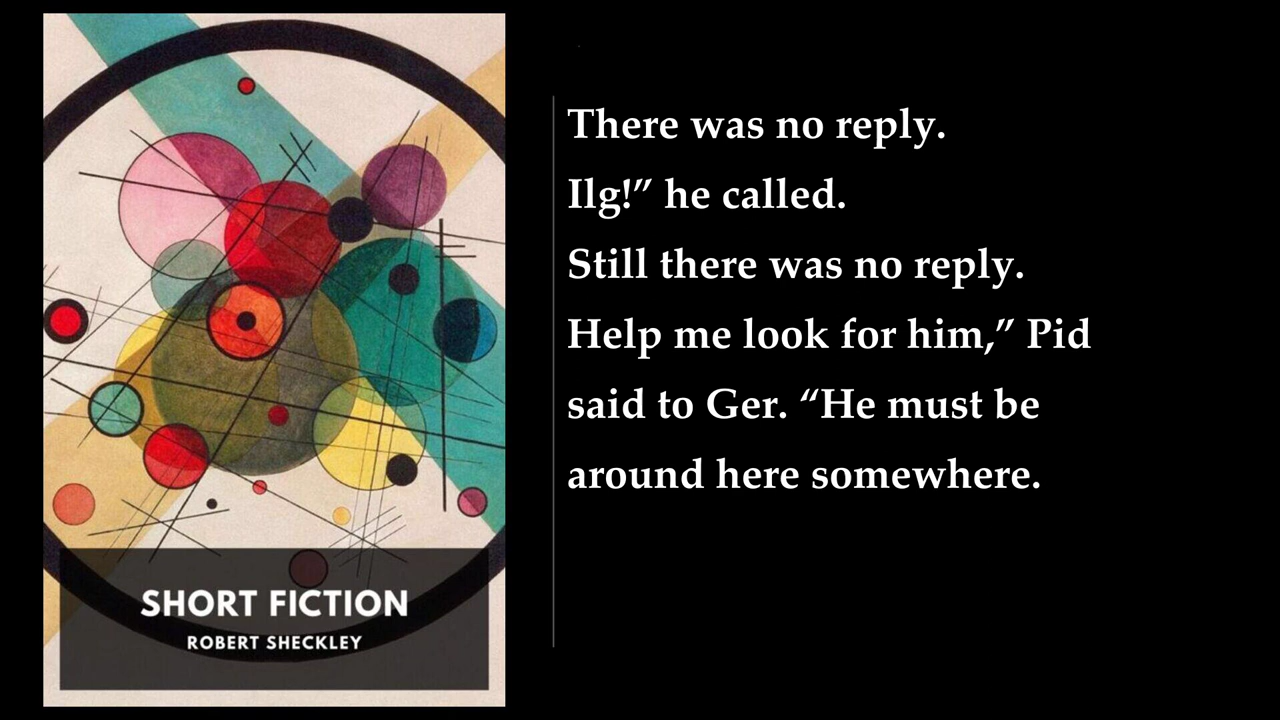 SHORT FICTION
ROBERT SHECKLEY
There was no reply.
Ilg!” he called.
Still there was no reply.
Help me look for him,” Pid
said to Ger. “He must be
around here somewhere.